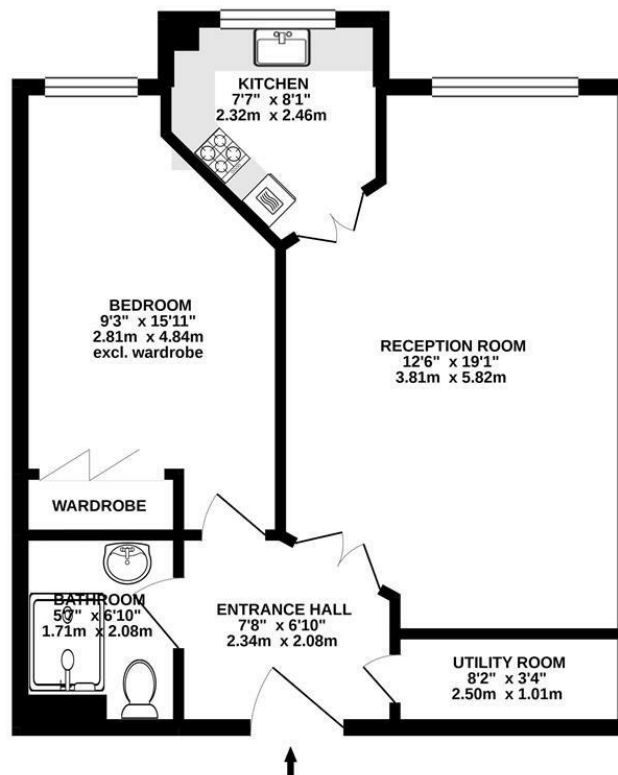 KITCHEN
7'7" x 8'1"
2.32m x 2.46m
BEDROOM
9'3" x 15'11"
2.81m x 4.84m
excl. wardrobe
RECEPTION ROOM
12'6" x 19'1"
3.81m x 5.82m
WARDROBE
BATHROOM
5'7" x 6'10"
1.71m x 2.08m
ENTRANCE HALL
7'8" x 6'10"
2.34m x 2.08m
UTILITY ROOM
8'2" x 3'4"
2.50m x 1.01m